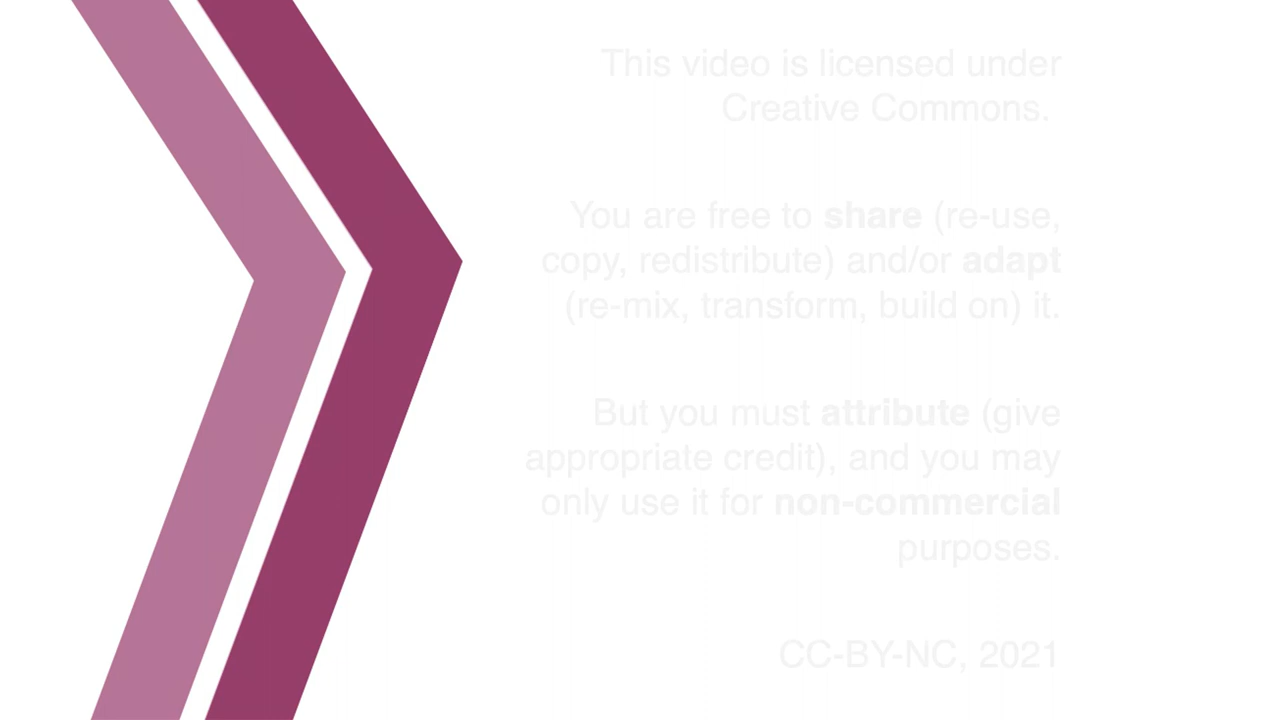 This video is licensed under
Creative Commons.
You are free to share (re-use,
copy, redistribute) and/or adapt
(re-mix, transform, build on) it.
But you must attribute (give
appropriate credit), and you may
only use it for non-commercial
purposes.
CC-BY-NC, 2021